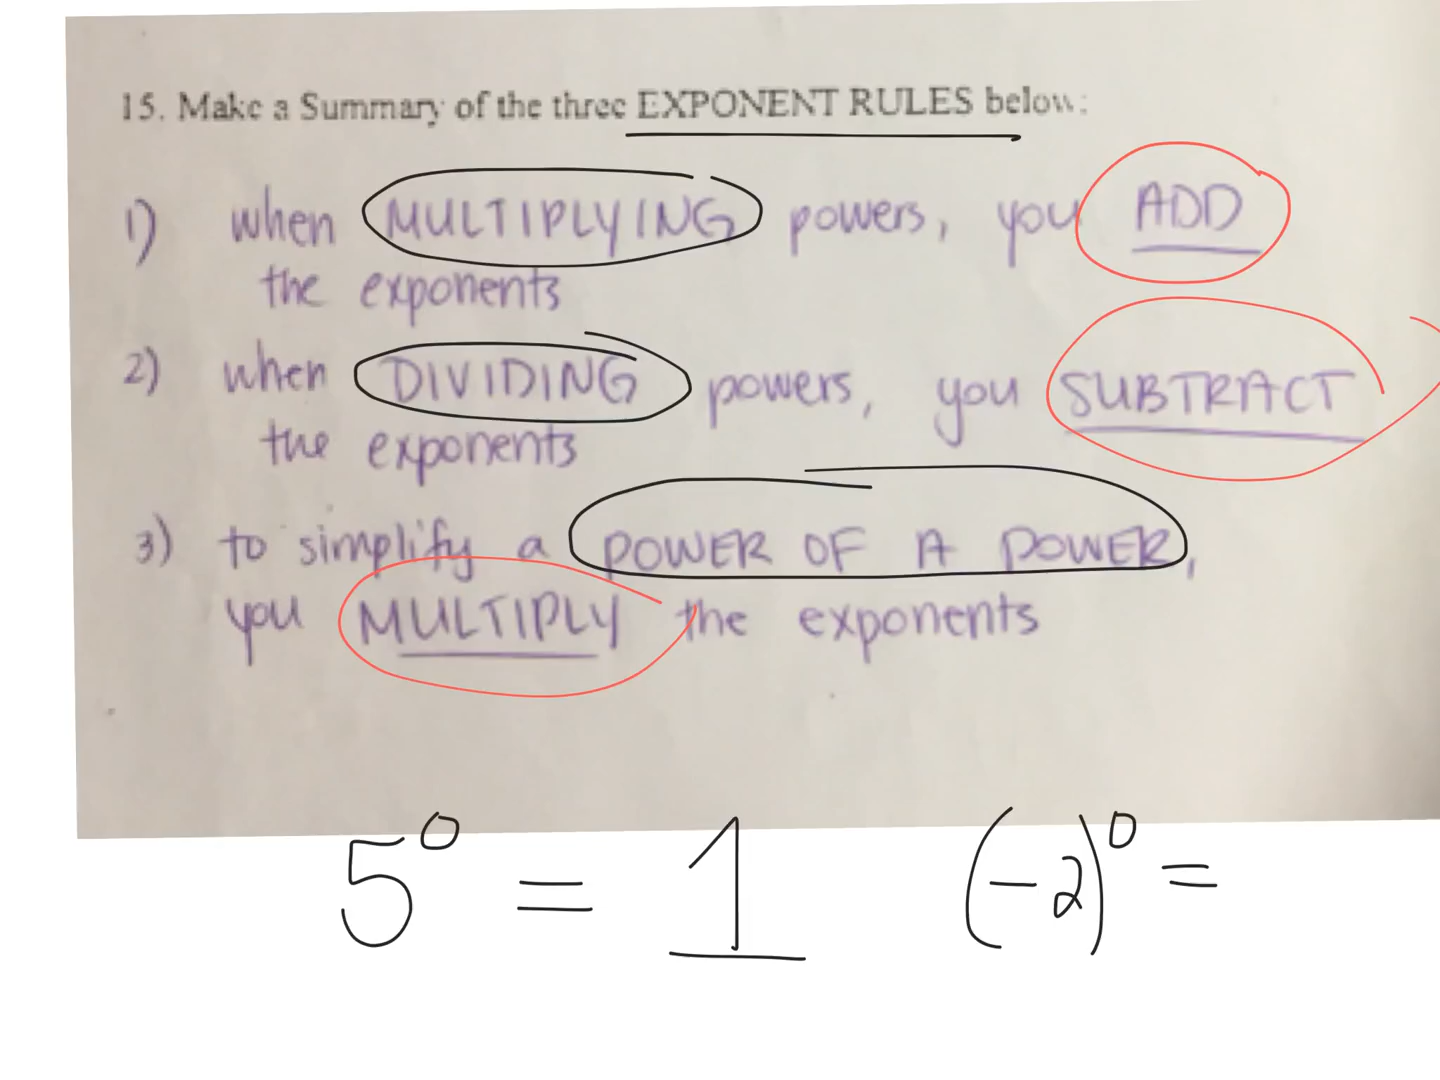 15. Make a Summary of the three EXPONENT RULES below:
1) when MULTIPLYING powers, you ADD
the exponents
2) when DIVIDING powers, you SUBTRACT
the exponents
3) to simplify a POWER OF A POWER,
you MULTIPLY the exponents
5⁰ = 1 (-2)⁰ =